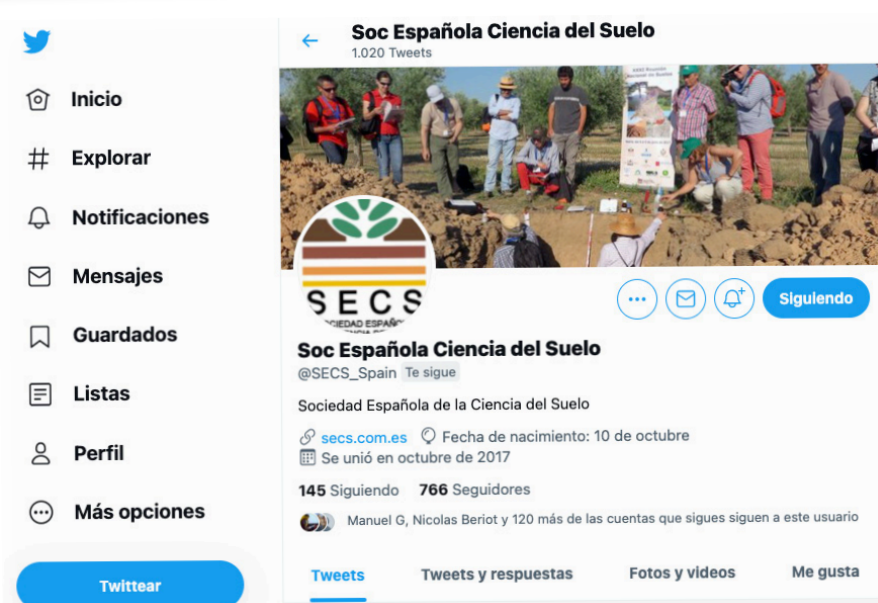 Soc Española Ciencia del Suelo
1.020 Tweets
Inicio
Explorar
Notificaciones
Mensajes
Guardados
Listas
Perfil
Más opciones
Twittear
SECS
Siguiendo
Soc Española Ciencia del Suelo
@SECS_Spain Te sigue
Sociedad Española de la Ciencia del Suelo
secs.com.es Fecha de nacimiento: 10 de octubre
Se unió en octubre de 2017
145 Siguiendo 766 Seguidores
Manuel G, Nicolas Beriot y 120 más de las cuentas que sigues siguen a este usuario
Tweets Tweets y respuestas Fotos y videos Me gusta